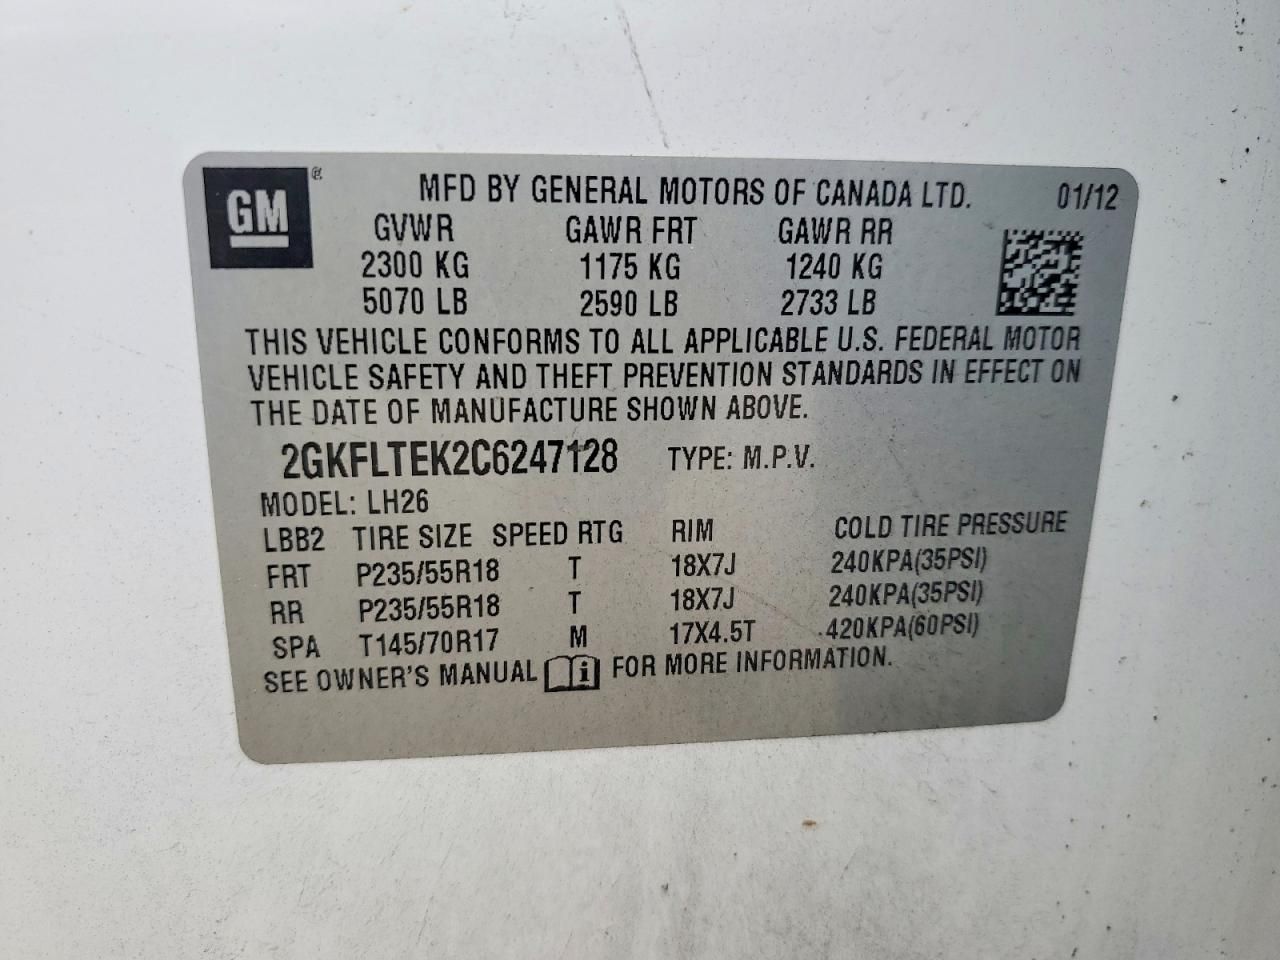 GM ® MFD BY GENERAL MOTORS OF CANADA LTD. 01/12
GVWR GAWR FRT GAWR RR
2300 KG 1175 KG 1240 KG
5070 LB 2590 LB 2733 LB
THIS VEHICLE CONFORMS TO ALL APPLICABLE U.S. FEDERAL MOTOR
VEHICLE SAFETY AND THEFT PREVENTION STANDARDS IN EFFECT ON
THE DATE OF MANUFACTURE SHOWN ABOVE.
2GKFLTEK2C6247128 TYPE: M.P.V.
MODEL: LH26
LBB2 TIRE SIZE SPEED RTG RIM COLD TIRE PRESSURE
FRT P235/55R18 T 18X7J 240KPA(35PSI)
RR P235/55R18 T 18X7J 240KPA(35PSI)
SPA T145/70R17 M 17X4.5T 420KPA(60PSI)
SEE OWNER'S MANUAL i FOR MORE INFORMATION.